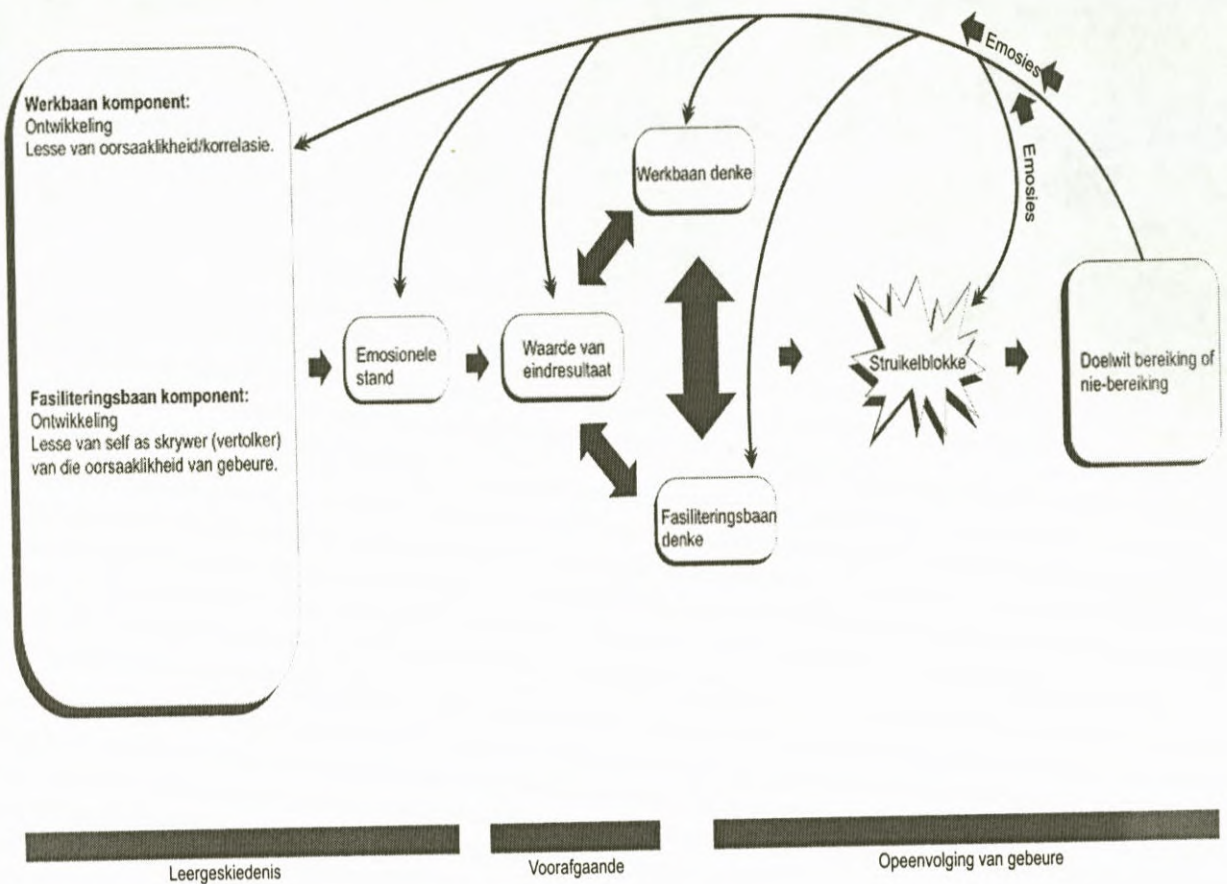 Werkbaan komponent:
Ontwikkeling
Lesse van oorsaaklikheid/korrelasie.
Fasiliteringsbaan komponent:
Ontwikkeling
Lesse van self as skrywer (vertolker)
van die oorsaaklikheid van gebeure.
Emosionele
stand
Waarde van
eindresultaat
Werkbaan denke
Fasiliteringsbaan
denke
Struikelblokke
Emosies
Emosies
Doelwit bereiking of
nie-bereiking
Leergeskiedenis
Voorafgaande
Opeenvolging van gebeure